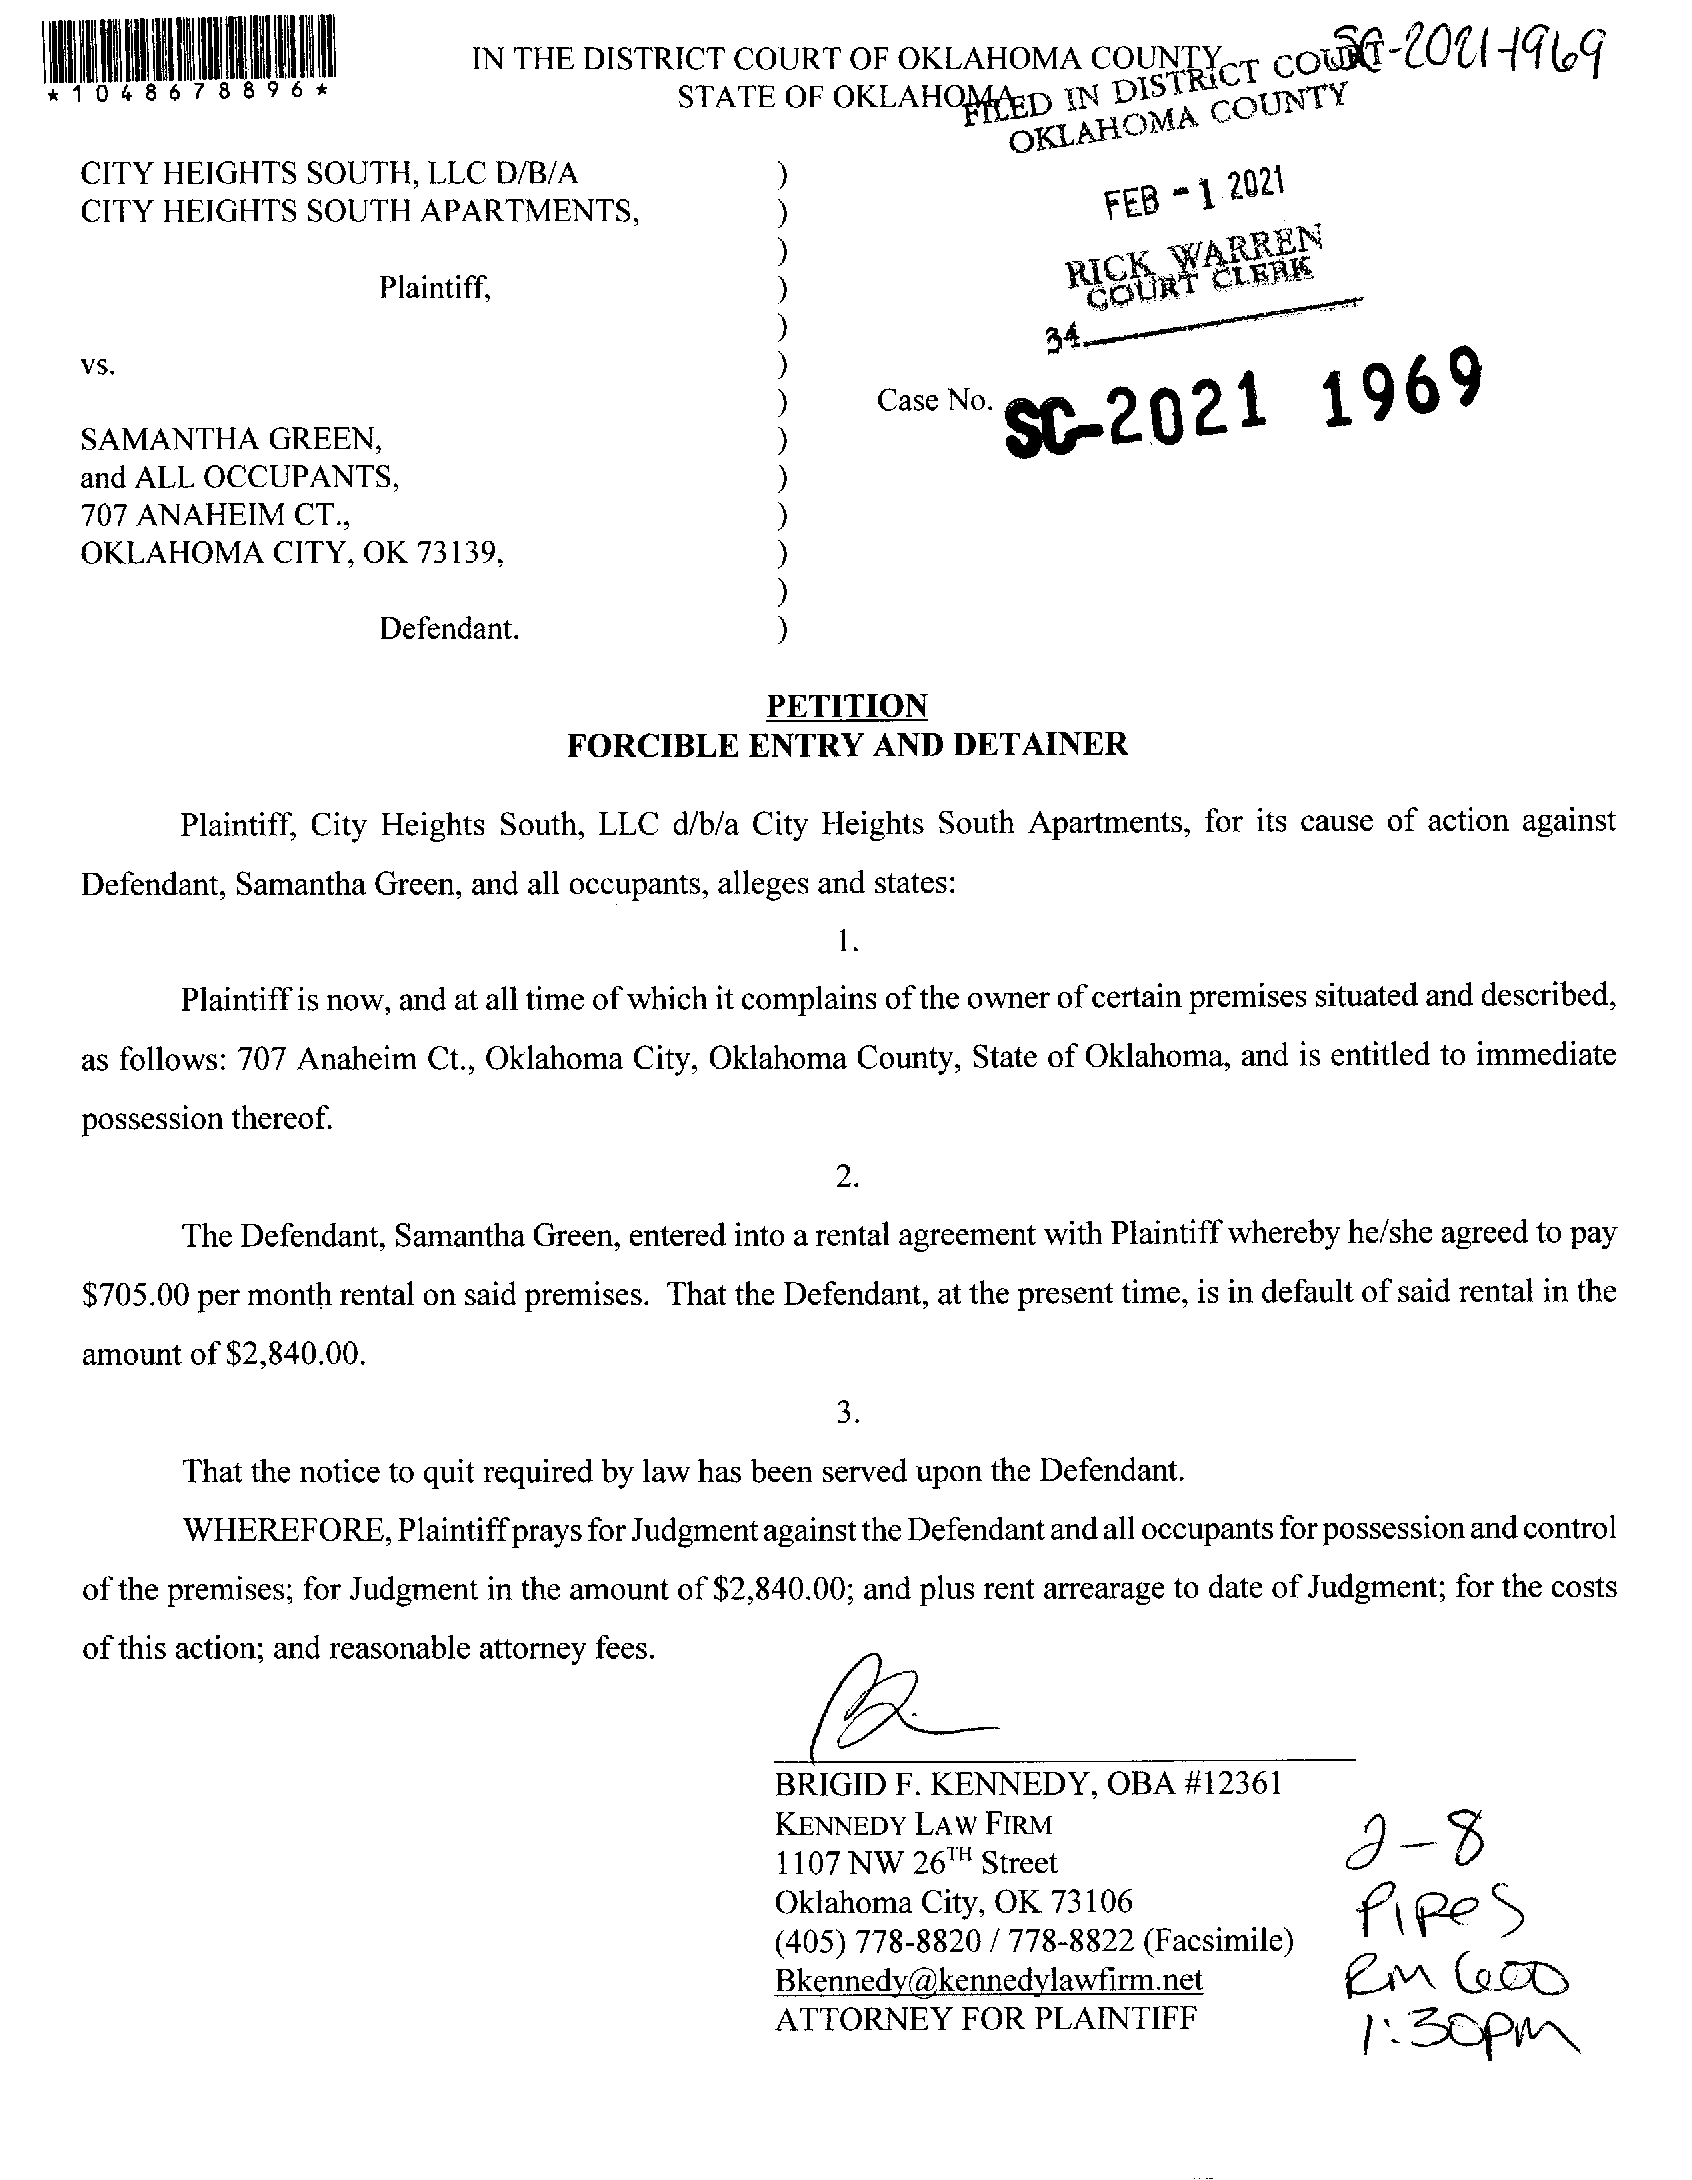 *1048678896*
SC-2021-1969
IN THE DISTRICT COURT OF OKLAHOMA COUNTY
STATE OF OKLAHOMA
FILED IN DISTRICT COURT
OKLAHOMA COUNTY
FEB - 1 2021
RICK WARREN
COURT CLERK
34
CITY HEIGHTS SOUTH, LLC D/B/A )
CITY HEIGHTS SOUTH APARTMENTS, )
)
Plaintiff, )
)
vs. )
) Case No. SC-2021 1969
SAMANTHA GREEN, )
and ALL OCCUPANTS, )
707 ANAHEIM CT., )
OKLAHOMA CITY, OK 73139, )
)
Defendant. )
PETITION
FORCIBLE ENTRY AND DETAINER
Plaintiff, City Heights South, LLC d/b/a City Heights South Apartments, for its cause of action against
Defendant, Samantha Green, and all occupants, alleges and states:
1.
Plaintiff is now, and at all time of which it complains of the owner of certain premises situated and described,
as follows: 707 Anaheim Ct., Oklahoma City, Oklahoma County, State of Oklahoma, and is entitled to immediate
possession thereof.
2.
The Defendant, Samantha Green, entered into a rental agreement with Plaintiff whereby he/she agreed to pay
$705.00 per month rental on said premises. That the Defendant, at the present time, is in default of said rental in the
amount of $2,840.00.
3.
That the notice to quit required by law has been served upon the Defendant.
WHEREFORE, Plaintiff prays for Judgment against the Defendant and all occupants for possession and control
of the premises; for Judgment in the amount of $2,840.00; and plus rent arrearage to date of Judgment; for the costs
of this action; and reasonable attorney fees.
BRIGID F. KENNEDY, OBA #12361
KENNEDY LAW FIRM
1107 NW 26TH Street
Oklahoma City, OK 73106
(405) 778-8820 / 778-8822 (Facsimile)
Bkennedy@kennedylawfirm.net
ATTORNEY FOR PLAINTIFF
2-8
PIPES
RM 600
1:30PM